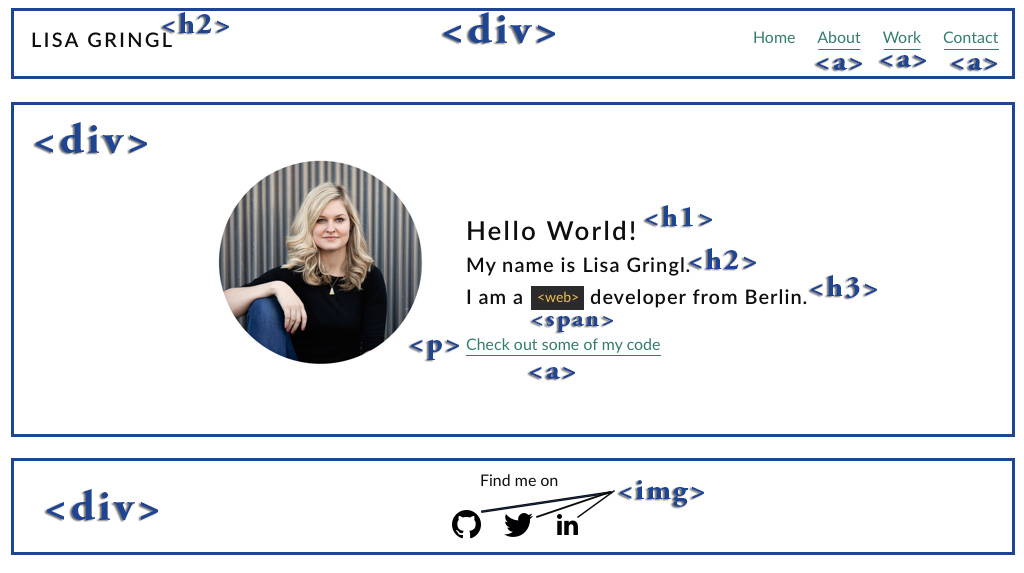 <h2>
LISA GRINGL
<div>
Home About Work Contact
<a> <a> <a>
<div>
Hello World! <h1>
My name is Lisa Gringl. <h2>
I am a <web> developer from Berlin. <h3>
<span>
<p> Check out some of my code
<a>
Find me on
<div>
<img>
in